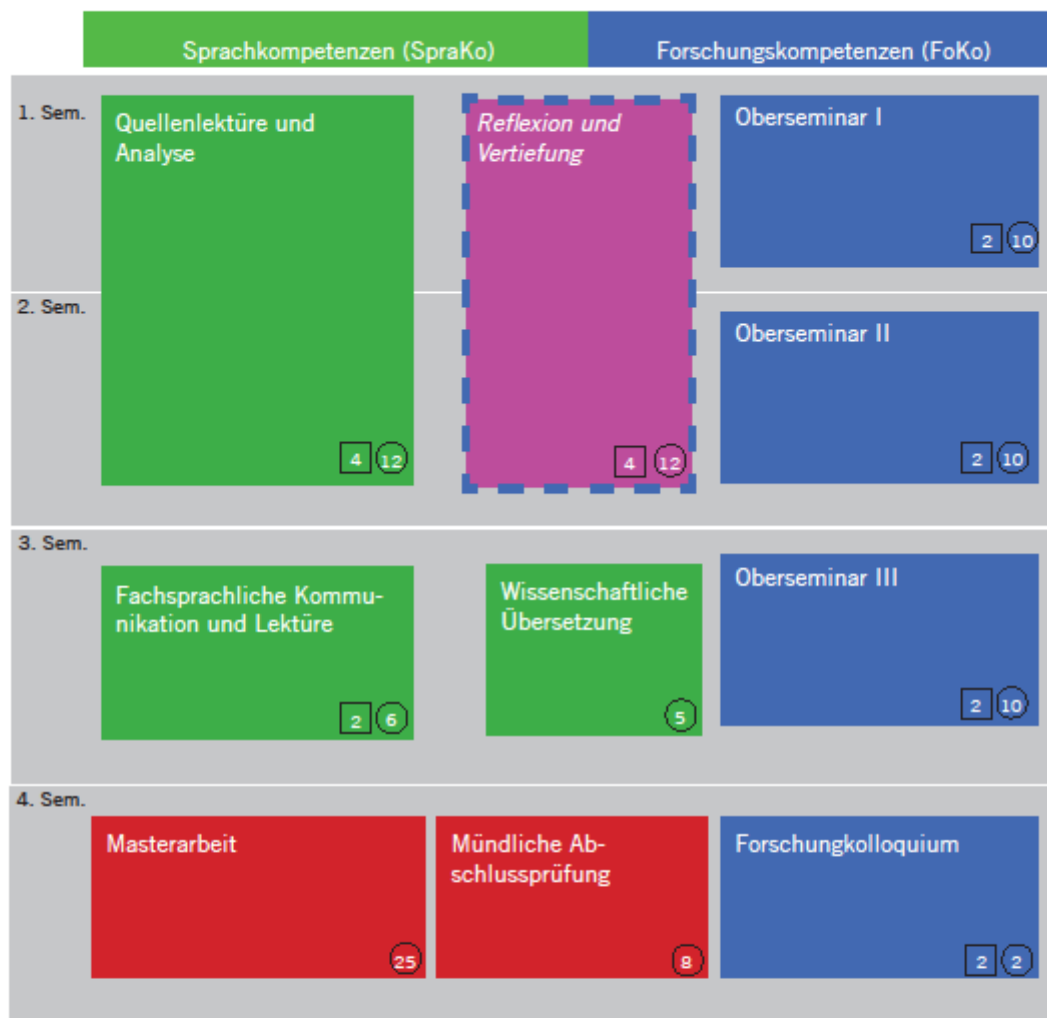 Sprachkompetenzen (SpraKo)
Forschungskompetenzen (FoKo)
1. Sem.
Quellenlektüre und
Analyse
4 12
Reflexion und
Vertiefung
4 12
Oberseminar I
2 10
2. Sem.
Oberseminar II
2 10
3. Sem.
Fachsprachliche Kommu-
nikation und Lektüre
2 6
Wissenschaftliche
Übersetzung
5
Oberseminar III
2 10
4. Sem.
Masterarbeit
25
Mündliche Ab-
schlussprüfung
8
Forschungkolloquium
2 2